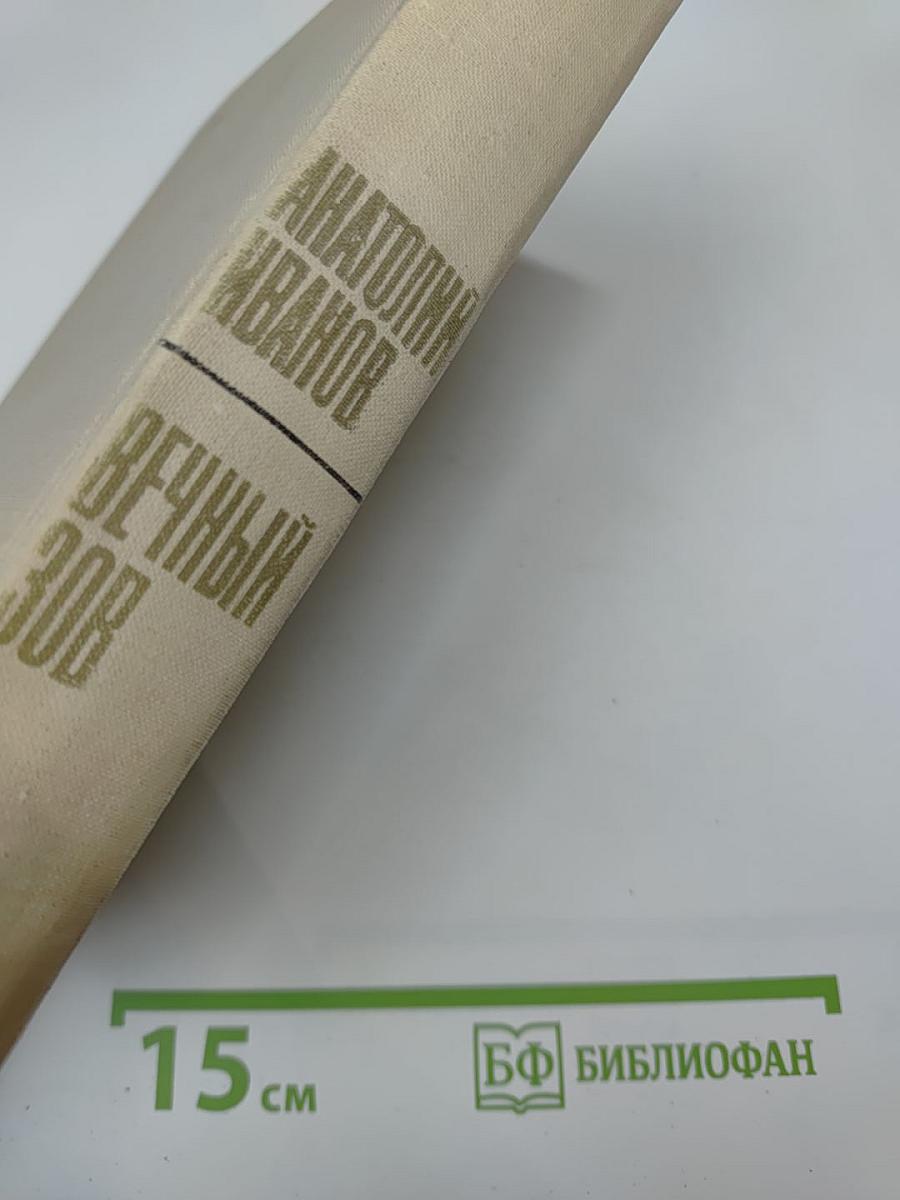 АНАТОЛИЙ
ИВАНОВ
ВЕЧНЫЙ
ЗОВ
15 см
БФ БИБЛИОФАН